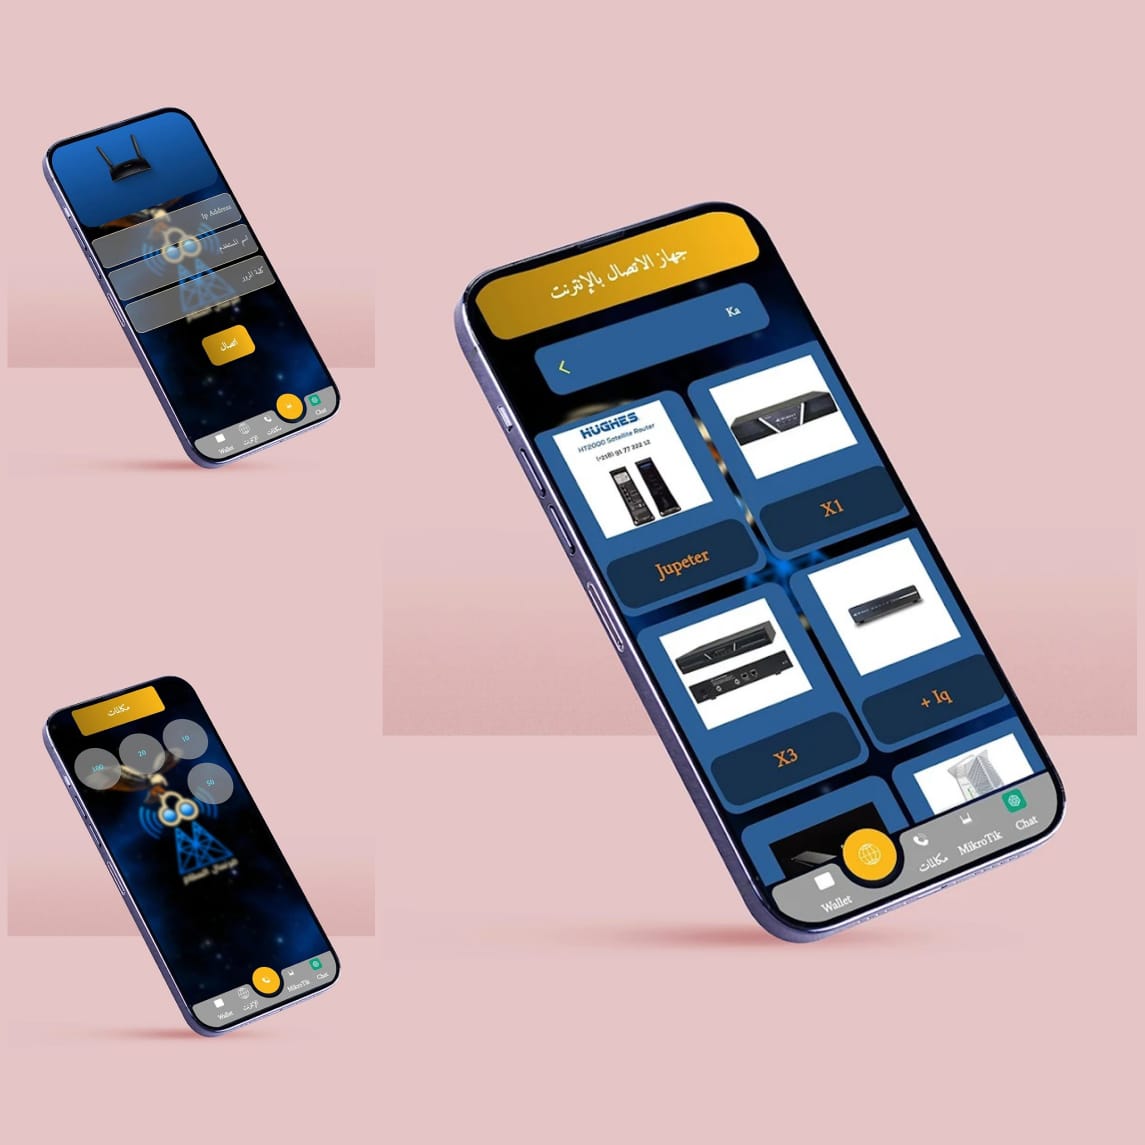 Ip Address
اسم المستخدم
كلمة المرور
اتصال
Wallet
الإنترنت
مكالمات
Chat
جهاز الاتصال بالإنترنت
Ka
HUGHES
HT2000 Satellite Router
(+218) 91 77 222 12
Jupeter
X1
X3
+ Iq
Wallet
مكالمات
MikroTik
Chat
مكالمات
100
20
10
50
Wallet
الإنترنت
MikroTik
Chat